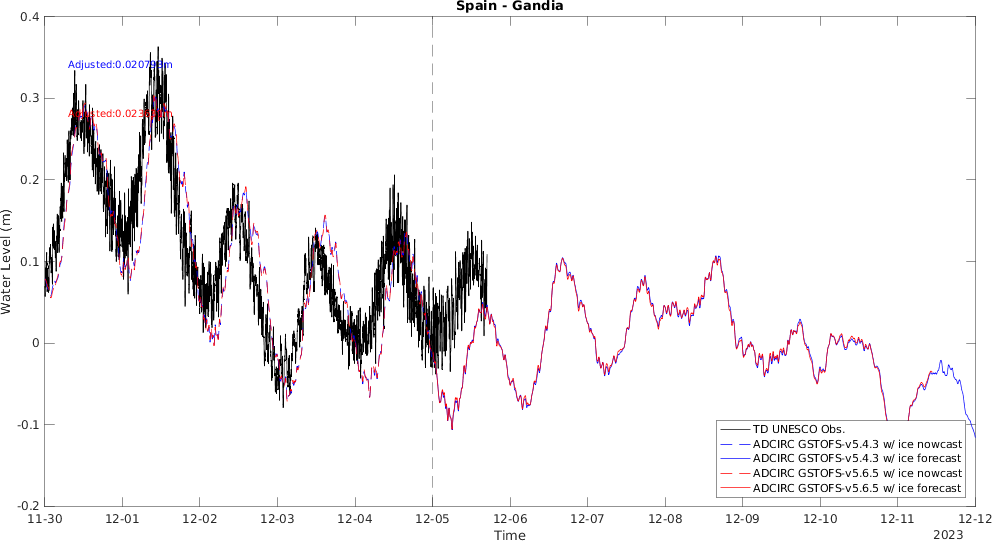 Spain - Gandia
0.4
0.3
0.2
0.1
0
-0.1
-0.2
Water Level (m)
TD UNESCO Obs.
ADCIRC GSTOFS-v5.4.3 w/ ice nowcast
ADCIRC GSTOFS-v5.4.3 w/ ice forecast
ADCIRC GSTOFS-v5.6.5 w/ ice nowcast
ADCIRC GSTOFS-v5.6.5 w/ ice forecast
11-30 12-01 12-02 12-03 12-04 12-05 12-06 12-07 12-08 12-09 12-10 12-11 12-12
Time
2023